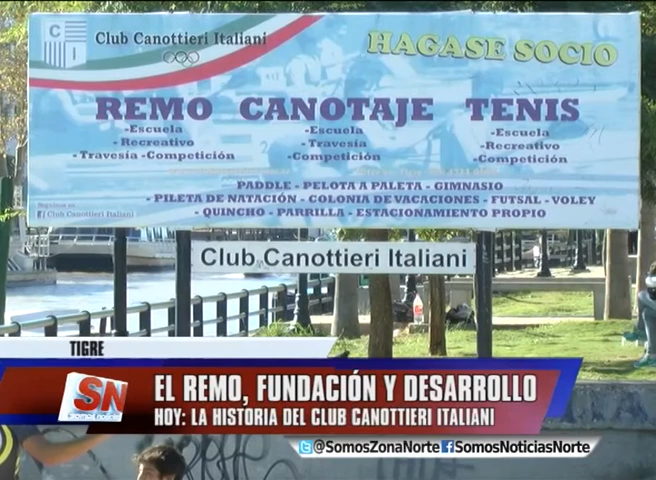 C
I
Club Canottieri Italiani
HAGASE SOCIO
REMO CANOTAJE TENIS
-Escuela -Escuela -Escuela
- Recreativo - Travesía - Recreativo
- Travesía -Competición -Competición -Competición
PADDLE - PELOTA A PALETA - GIMNASIO
- PILETA DE NATACIÓN - COLONIA DE VACACIONES - FUTSAL - VOLEY
- QUINCHO - PARRILLA - ESTACIONAMIENTO PROPIO
Club Canottieri Italiani
Club Canottieri Italiani
TIGRE
SN
EL REMO, FUNDACIÓN Y DESARROLLO
HOY: LA HISTORIA DEL CLUB CANOTTIERI ITALIANI
@SomosZonaNorte SomosNoticiasNorte